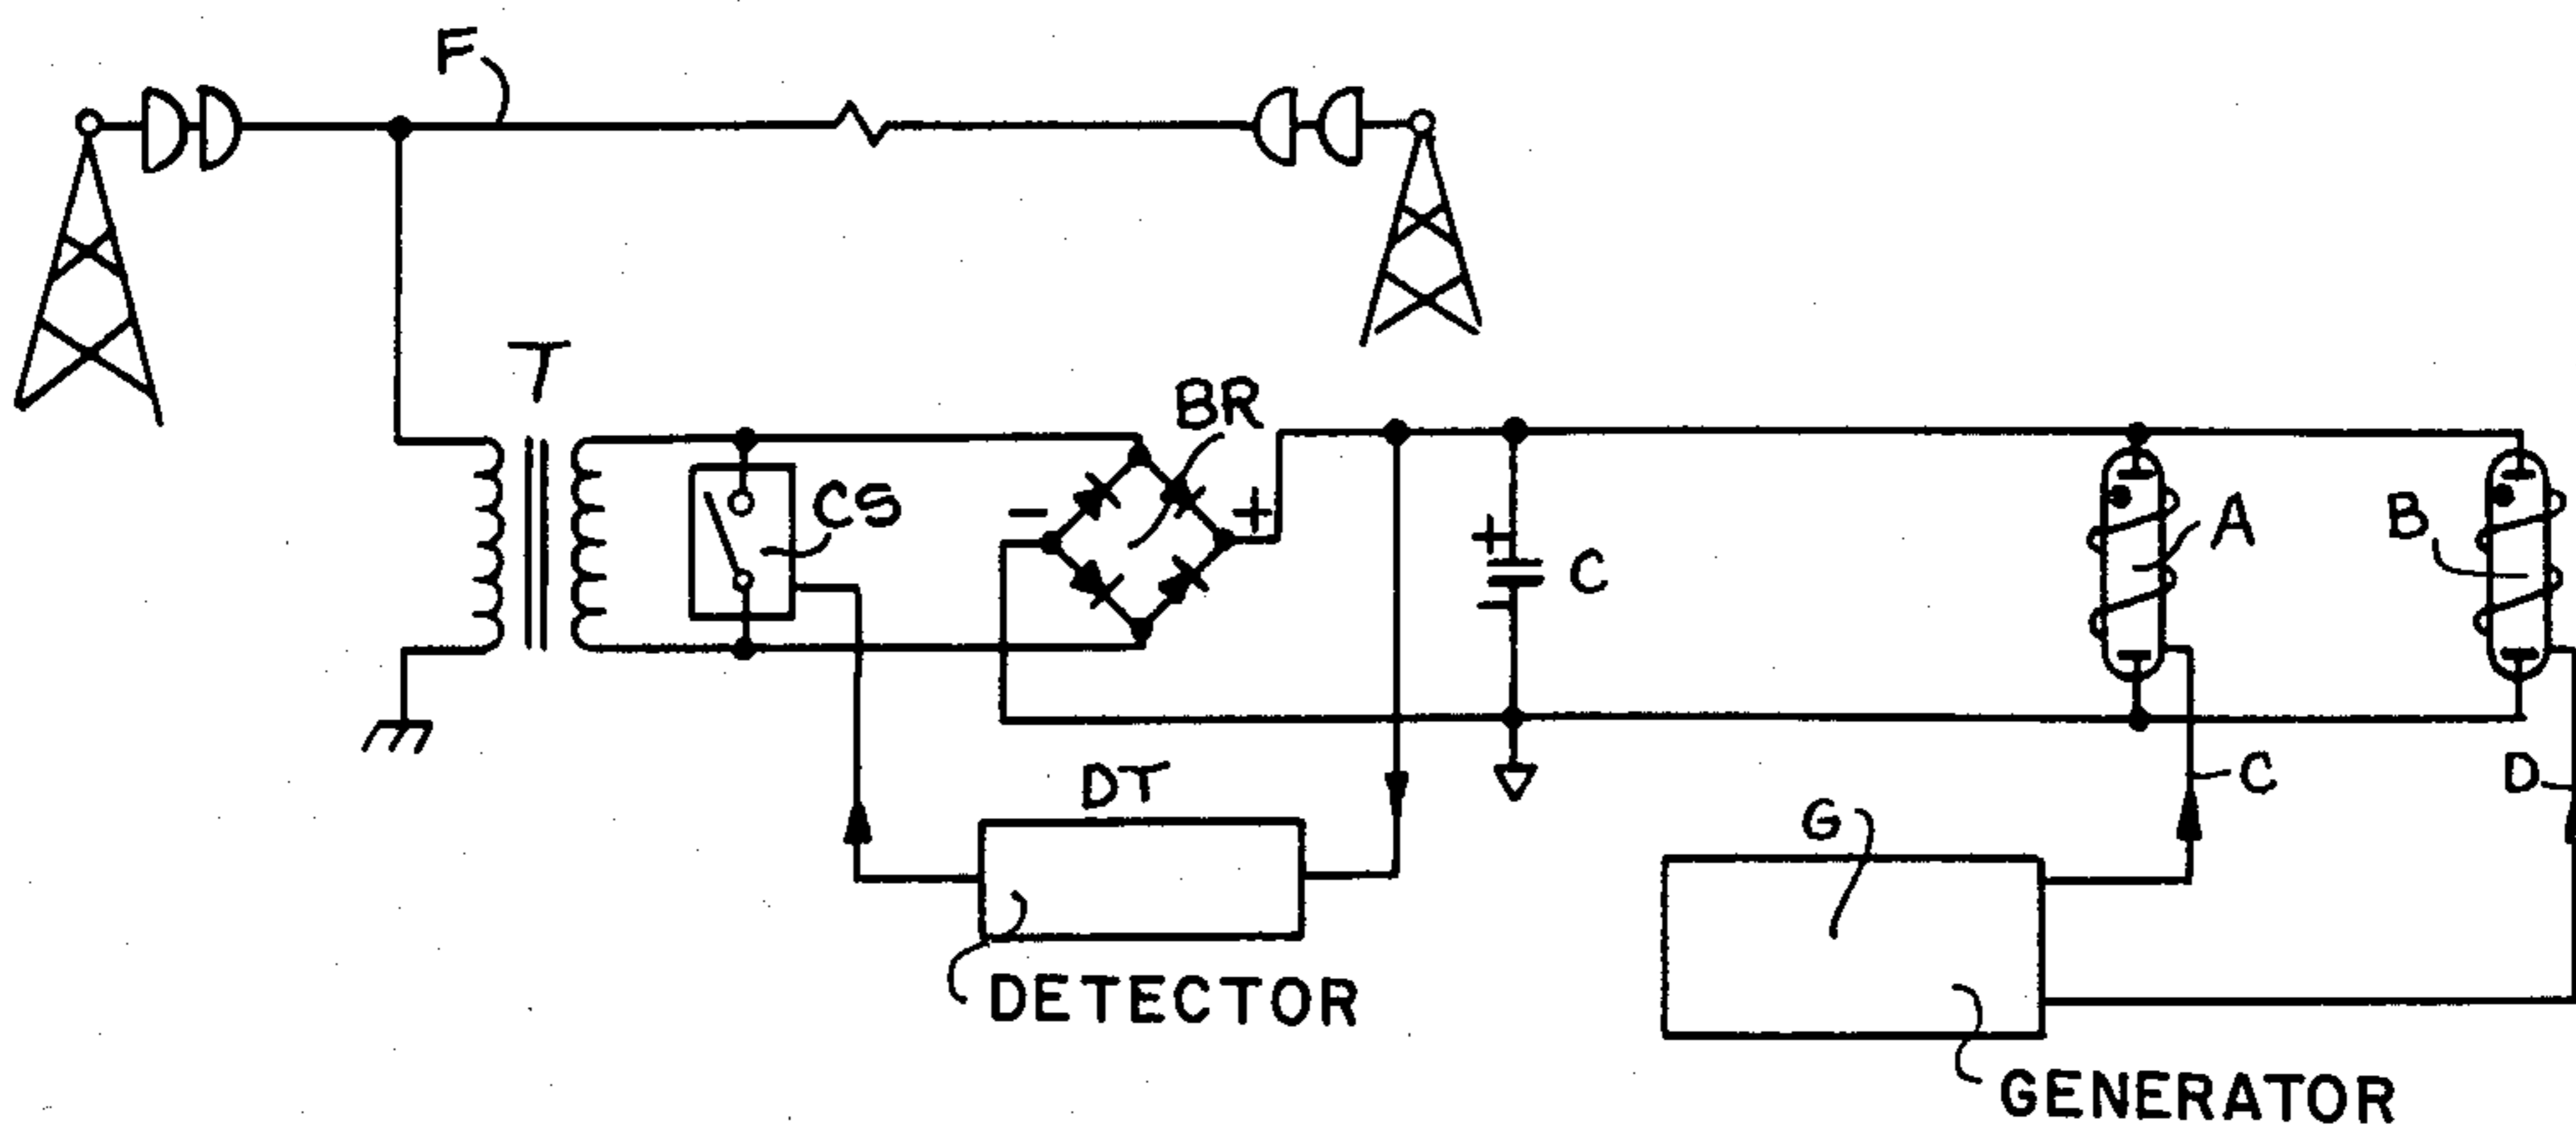 F
T
BR
CS
-
+
+
C
-
A
B
DT
G
C
D
DETECTOR
GENERATOR